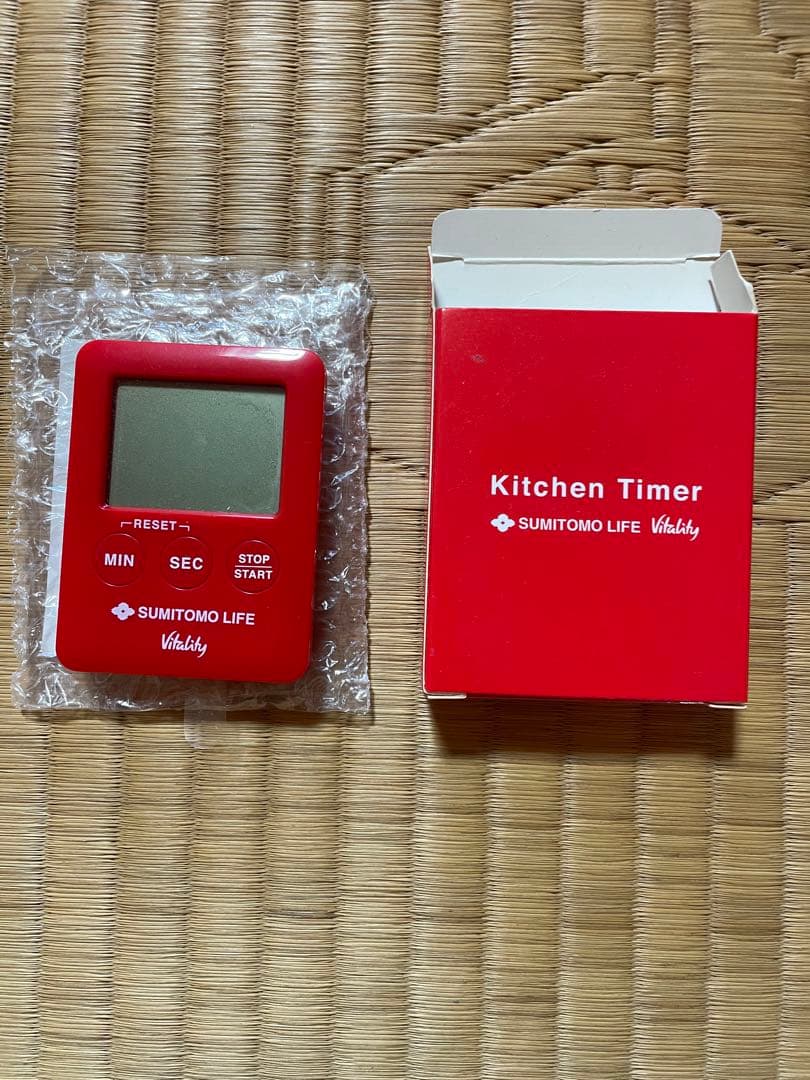 RESET
MIN
SEC
STOP
START
SUMITOMO LIFE
Vitality
Kitchen Timer
SUMITOMO LIFE Vitality